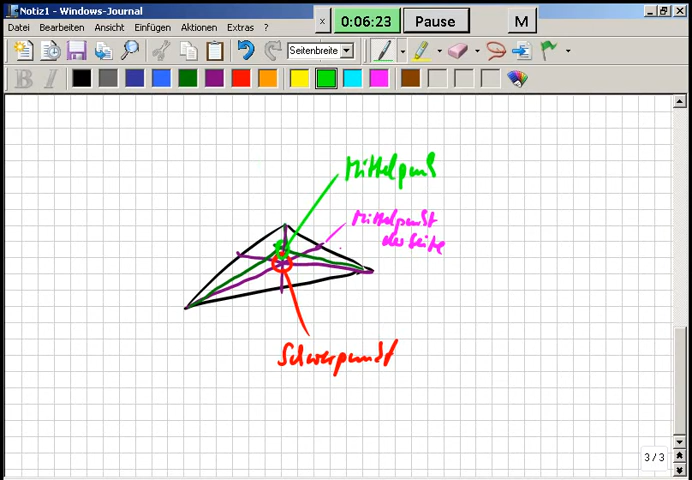 Notiz1 - Windows-Journal
x
0:06:23
Pause
M
Datei Bearbeiten Ansicht Einfügen Aktionen Extras ?
Seitenbreite
B I
Mittelpunkt
Mittelpunkt
der Seite
Schwerpunkt
3 / 3